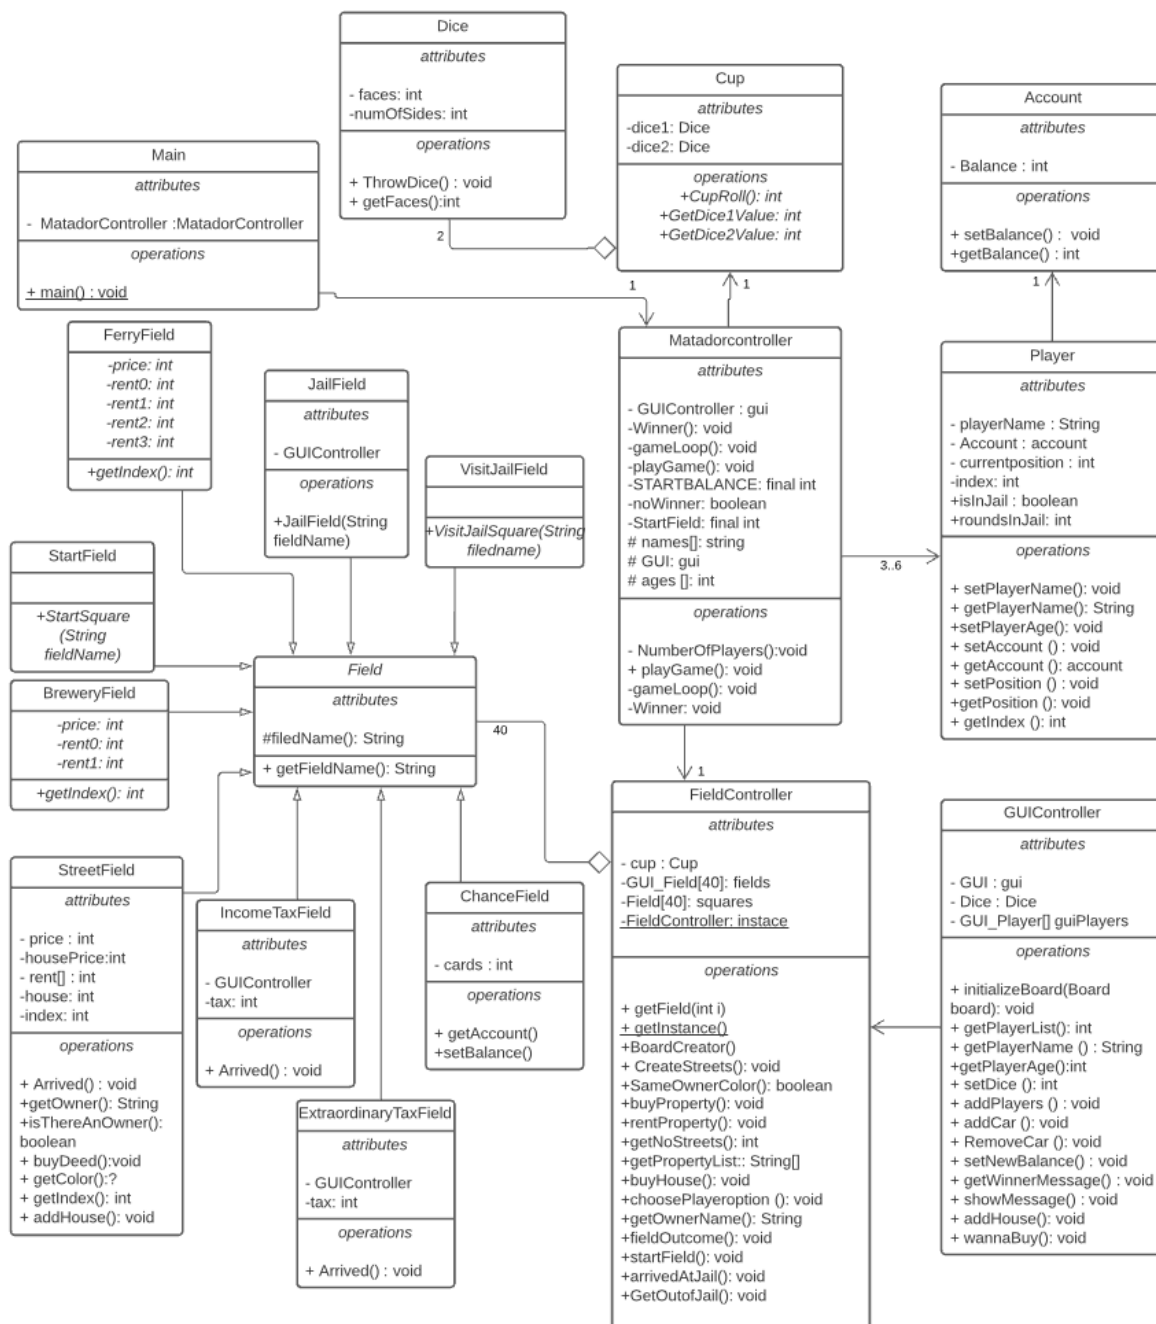 Dice
attributes
- faces: int
-numOfSides: int
operations
+ ThrowDice() : void
+ getFaces():int
2
Cup
attributes
-dice1: Dice
-dice2: Dice
operations
+CupRoll(): int
+GetDice1Value: int
+GetDice2Value: int
Account
attributes
- Balance : int
operations
+ setBalance() : void
+getBalance() : int
Main
attributes
- MatadorController :MatadorController
operations
+ main() : void
1
1
1
FerryField
-price: int
-rent0: int
-rent1: int
-rent2: int
-rent3: int
+getIndex(): int
JailField
attributes
- GUIController
operations
+JailField(String
fieldName)
VisitJailField
+VisitJailSquare(String
filedname)
Matadorcontroller
attributes
- GUIController : gui
-Winner(): void
-gameLoop(): void
-playGame(): void
-STARTBALANCE: final int
-noWinner: boolean
-StartField: final int
# names[]: string
# GUI: gui
# ages []: int
operations
- NumberOfPlayers():void
+ playGame(): void
-gameLoop(): void
-Winner: void
3..6
Player
attributes
- playerName : String
- Account : account
- currentposition : int
-index: int
+isInJail : boolean
+roundsInJail: int
operations
+ setPlayerName(): void
+ getPlayerName(): String
+setPlayerAge(): void
+ setAccount () : void
+ getAccount (): account
+ setPosition () : void
+getPosition (): void
+ getIndex (): int
StartField
+StartSquare
(String
fieldName)
BreweryField
-price: int
-rent0: int
-rent1: int
+getIndex(): int
Field
attributes
#filedName(): String
+ getFieldName(): String
40
1
StreetField
attributes
- price : int
-housePrice:int
- rent[] : int
-house: int
-index: int
operations
+ Arrived() : void
+getOwner(): String
+isThereAnOwner():
boolean
+ buyDeed():void
+ getColor():?
+ getIndex(): int
+ addHouse(): void
IncomeTaxField
attributes
- GUIController
-tax: int
operations
+ Arrived() : void
ExtraordinaryTaxField
attributes
- GUIController
-tax: int
operations
+ Arrived() : void
ChanceField
attributes
- cards : int
operations
+ getAccount()
+setBalance()
FieldController
attributes
- cup : Cup
-GUI_Field[40]: fields
-Field[40]: squares
-FieldController: instace
operations
+ getField(int i)
+ getInstance()
+BoardCreator()
+ CreateStreets(): void
+SameOwnerColor(): boolean
+buyProperty(): void
+rentProperty(): void
+getNoStreets(): int
+getPropertyList:: String[]
+buyHouse(): void
+choosePlayeroption (): void
+getOwnerName(): String
+fieldOutcome(): void
+startField(): void
+arrivedAtJail(): void
+GetOutofJail(): void
GUIController
attributes
- GUI : gui
- Dice : Dice
- GUI_Player[] guiPlayers
operations
+ initializeBoard(Board
board): void
+ getPlayerList(): int
+ getPlayerName () : String
+getPlayerAge():int
+ setDice (): int
+ addPlayers () : void
+ addCar (): void
+ RemoveCar (): void
+ setNewBalance() : void
+ getWinnerMessage() : void
+ showMessage() : void
+ addHouse(): void
+ wannaBuy(): void